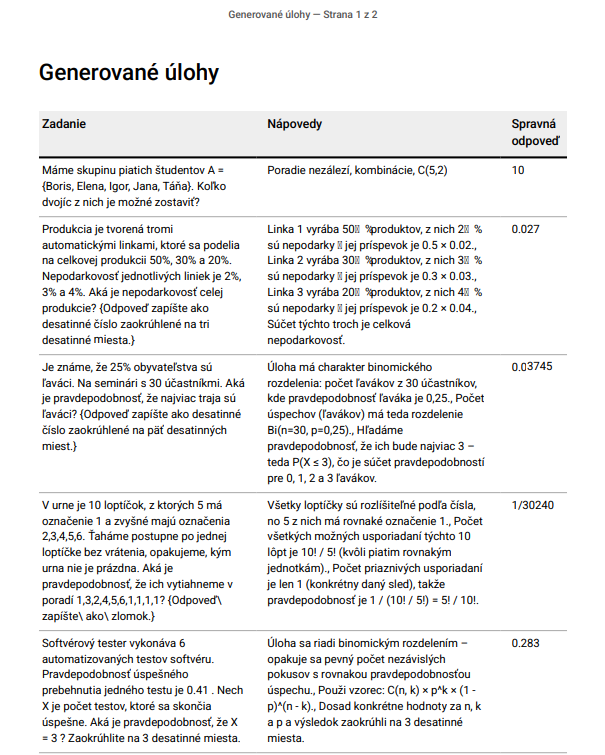 Generované úlohy — Strana 1 z 2
Generované úlohy
Zadanie
Nápovedy
Spravná
odpoveď
Máme skupinu piatich študentov A =
{Boris, Elena, Igor, Jana, Táňa}. Koľko
dvojíc z nich je možné zostaviť?
Poradie nezálezí, kombinácie, C(5,2)
10
Produkcia je tvorená tromi
automatickými linkami, ktoré sa podelia
na celkovej produkcii 50%, 30% a 20%.
Nepodarkovosť jednotlivých liniek je 2%,
3% a 4%. Aká je nepodarkovosť celej
produkcie? {Odpoveď zapíšte ako
desatinné číslo zaokrúhlené na tri
desatinné miesta.}
Linka 1 vyrába 50 %produktov, z nich 2 %
sú nepodarky jej príspevok je 0.5 × 0.02.,
Linka 2 vyrába 30 %produktov, z nich 3 %
sú nepodarky jej príspevok je 0.3 × 0.03.,
Linka 3 vyrába 20 %produktov, z nich 4 %
sú nepodarky jej príspevok je 0.2 × 0.04.,
Súčet týchto troch je celková
nepodarkovosť.
0.027
Je známe, že 25% obyvateľstva sú
ľaváci. Na seminári s 30 účastníkmi. Aká
je pravdepodobnosť, že najviac traja sú
ľaváci? {Odpoveď zapíšte ako desatinné
číslo zaokrúhlené na päť desatinných
miest.}
Úloha má charakter binomického
rozdelenia: počet ľavákov z 30 účastníkov,
kde pravdepodobnosť ľaváka je 0,25., Počet
úspechov (ľavákov) má teda rozdelenie
Bi(n=30, p=0,25)., Hľadáme
pravdepodobnosť, že ich bude najviac 3 –
teda P(X ≤ 3), čo je súčet pravdepodobností
pre 0, 1, 2 a 3 ľavákov.
0.03745
V urne je 10 loptičok, z ktorých 5 má
označenie 1 a zvyšné majú označenia
2,3,4,5,6. Ťaháme postupne po jednej
loptičke bez vrátenia, opakujeme, kým
urna nie je prázdna. Aká je
pravdepodobnosť, že ich vytiahneme v
poradí 1,3,2,4,5,6,1,1,1,1? {Odpoveď\
zapíšte\ ako\ zlomok.}
Všetky loptičky sú rozlíšiteľné podľa čísla,
no 5 z nich má rovnaké označenie 1., Počet
všetkých možných usporiadaní týchto 10
lôpt je 10! / 5! (kvôli piatim rovnakým
jednotkám)., Počet priaznivých usporiadaní
je len 1 (konkrétny daný sled), takže
pravdepodobnosť je 1 / (10! / 5!) = 5! / 10!.
1/30240
Softvérový tester vykonáva 6
automatizovaných testov softvéru.
Pravdepodobnosť úspešného
prebehnutia jedného testu je 0.41 . Nech
X je počet testov, ktoré sa skončia
úspešne. Aká je pravdepodobnosť, že X
= 3 ? Zaokrúhlite na 3 desatinné miesta.
Úloha sa riadi binomickým rozdelením –
opakuje sa pevný počet nezávislých
pokusov s rovnakou pravdepodobnosťou
úspechu., Použi vzorec: C(n, k) × p^k × (1 -
p)^(n - k)., Dosad konkrétne hodnoty za n, k
a p a výsledok zaokrúhli na 3 desatinné
miesta.
0.283